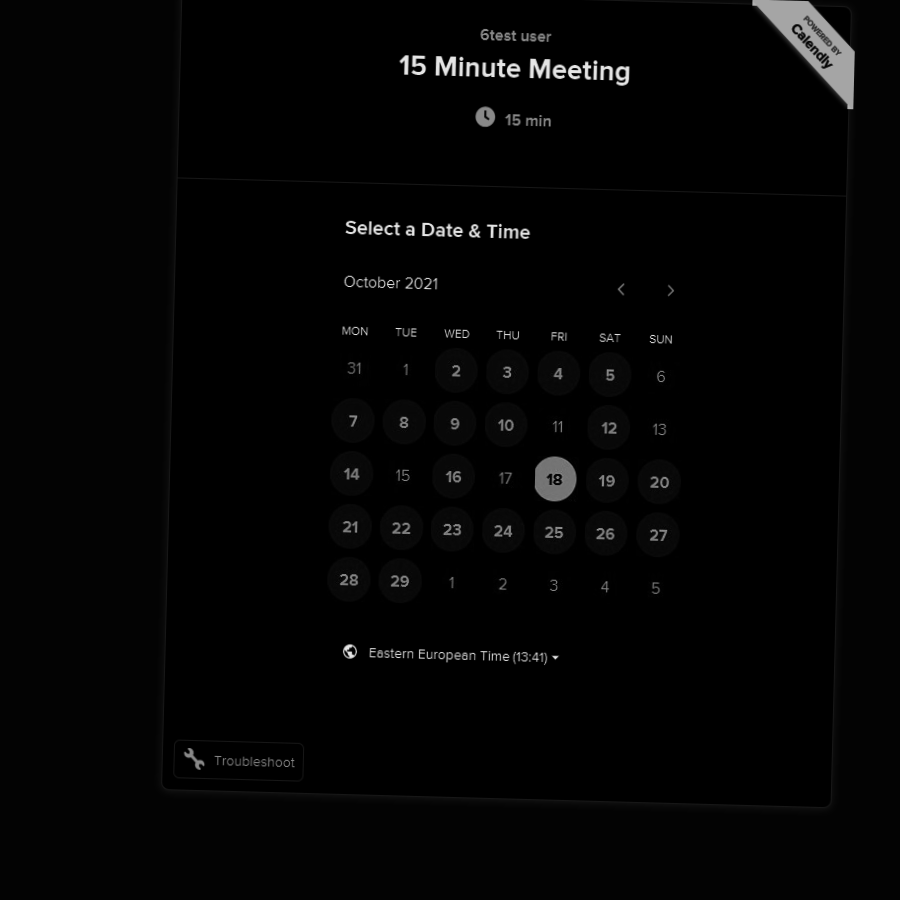 6test user
15 Minute Meeting
15 min
POWERED BY
Calendly
Select a Date & Time
October 2021
MON TUE WED THU FRI SAT SUN
31 1 2 3 4 5 6
7 8 9 10 11 12 13
14 15 16 17 18 19 20
21 22 23 24 25 26 27
28 29 1 2 3 4 5
Eastern European Time (13:41)
Troubleshoot